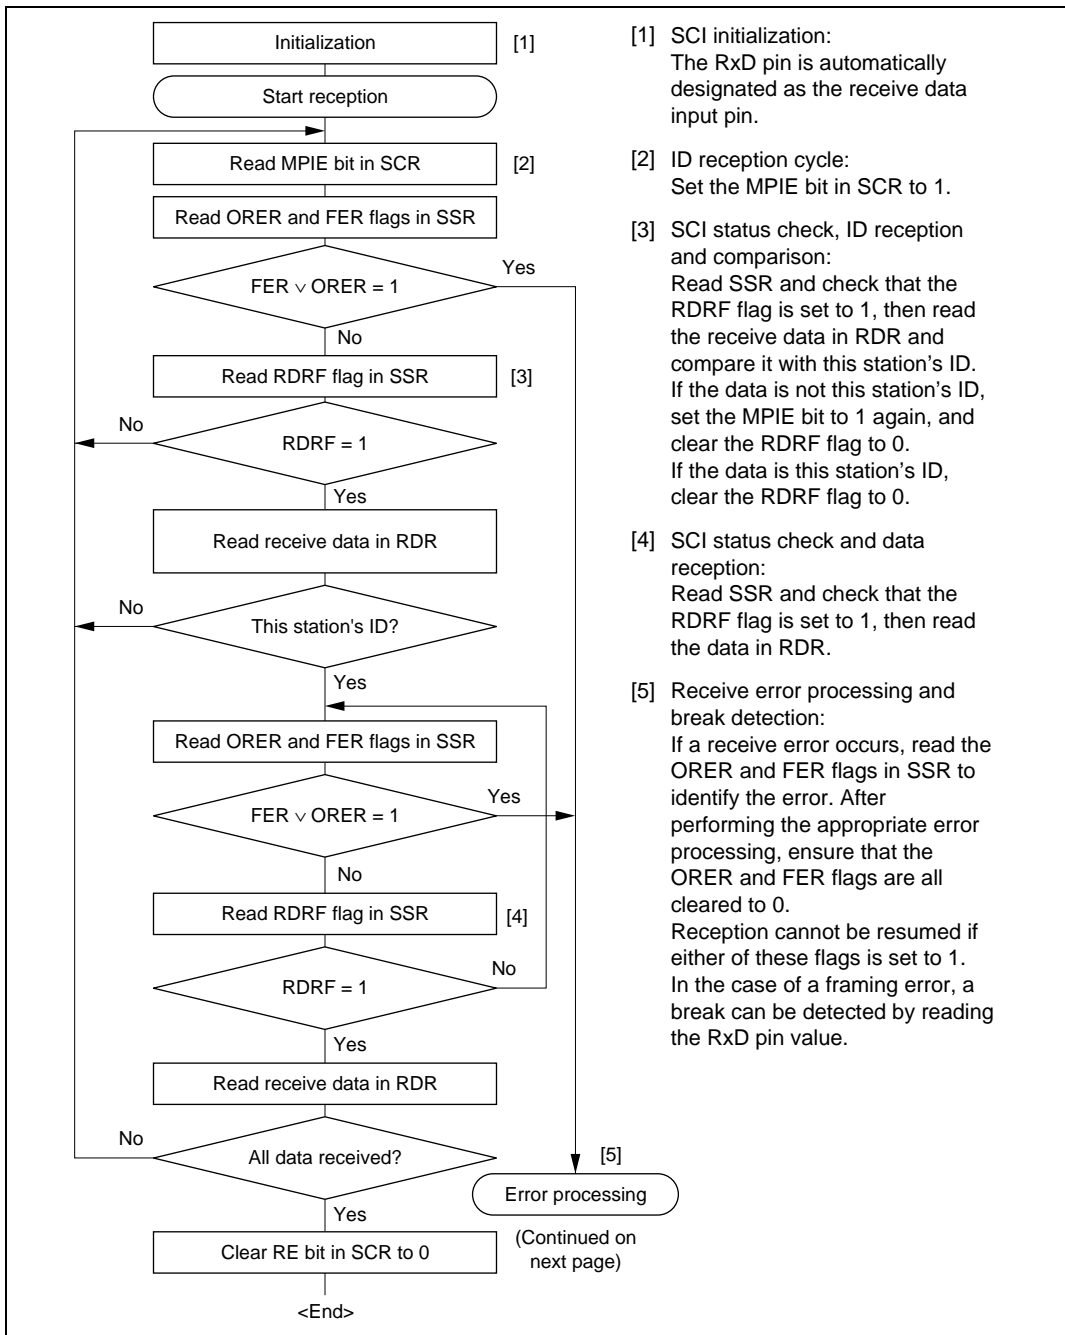 Initialization
[1]
Start reception
Read MPIE bit in SCR
[2]
Read ORER and FER flags in SSR
Yes
FER ∨ ORER = 1
No
Read RDRF flag in SSR
[3]
No
RDRF = 1
Yes
Read receive data in RDR
No
This station's ID?
Yes
Read ORER and FER flags in SSR
Yes
FER ∨ ORER = 1
No
Read RDRF flag in SSR
[4]
No
RDRF = 1
Yes
Read receive data in RDR
No
All data received?
[5]
Error processing
Yes
(Continued on
next page)
Clear RE bit in SCR to 0
<End>
[1] SCI initialization:
The RxD pin is automatically
designated as the receive data
input pin.
[2] ID reception cycle:
Set the MPIE bit in SCR to 1.
[3] SCI status check, ID reception
and comparison:
Read SSR and check that the
RDRF flag is set to 1, then read
the receive data in RDR and
compare it with this station's ID.
If the data is not this station's ID,
set the MPIE bit to 1 again, and
clear the RDRF flag to 0.
If the data is this station's ID,
clear the RDRF flag to 0.
[4] SCI status check and data
reception:
Read SSR and check that the
RDRF flag is set to 1, then read
the data in RDR.
[5] Receive error processing and
break detection:
If a receive error occurs, read the
ORER and FER flags in SSR to
identify the error. After
performing the appropriate error
processing, ensure that the
ORER and FER flags are all
cleared to 0.
Reception cannot be resumed if
either of these flags is set to 1.
In the case of a framing error, a
break can be detected by reading
the RxD pin value.